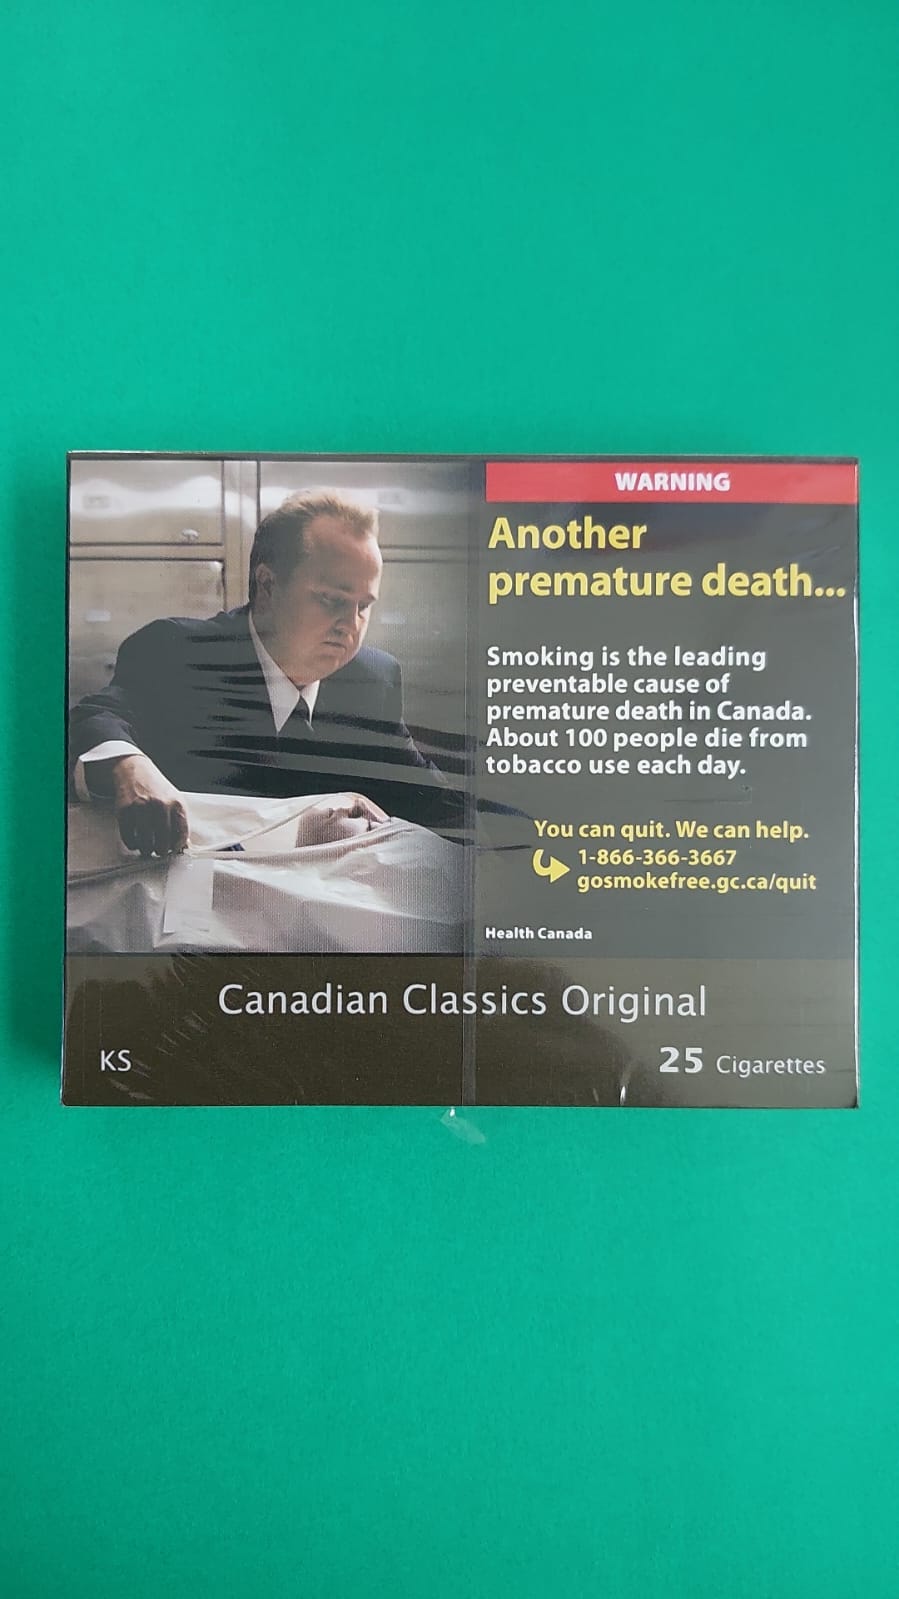 WARNING
Another
premature death...
Smoking is the leading
preventable cause of
premature death in Canada.
About 100 people die from
tobacco use each day.
You can quit. We can help.
1-866-366-3667
gosmokefree.gc.ca/quit
Health Canada
Canadian Classics Original
KS
25 Cigarettes